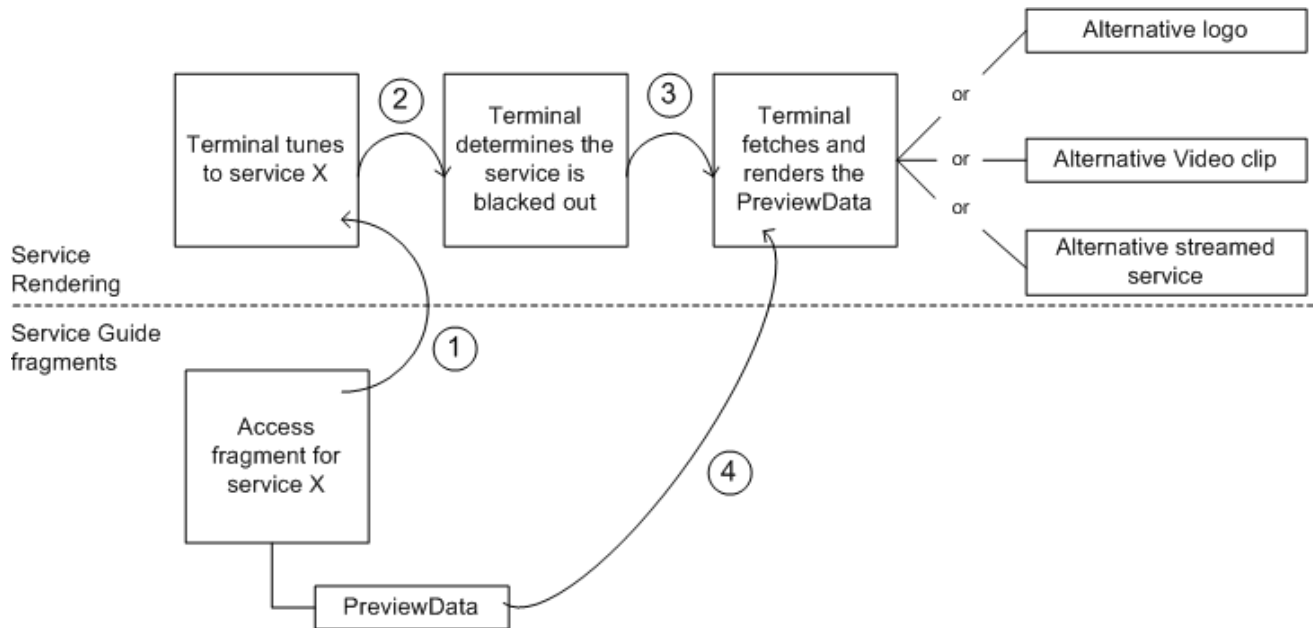 Alternative logo
or
2
3
Terminal tunes
to service X
Terminal
determines the
service is
blacked out
Terminal
fetches and
renders the
PreviewData
or
Alternative Video clip
or
Alternative streamed
service
Service
Rendering
Service Guide
fragments
1
Access
fragment for
service X
4
PreviewData